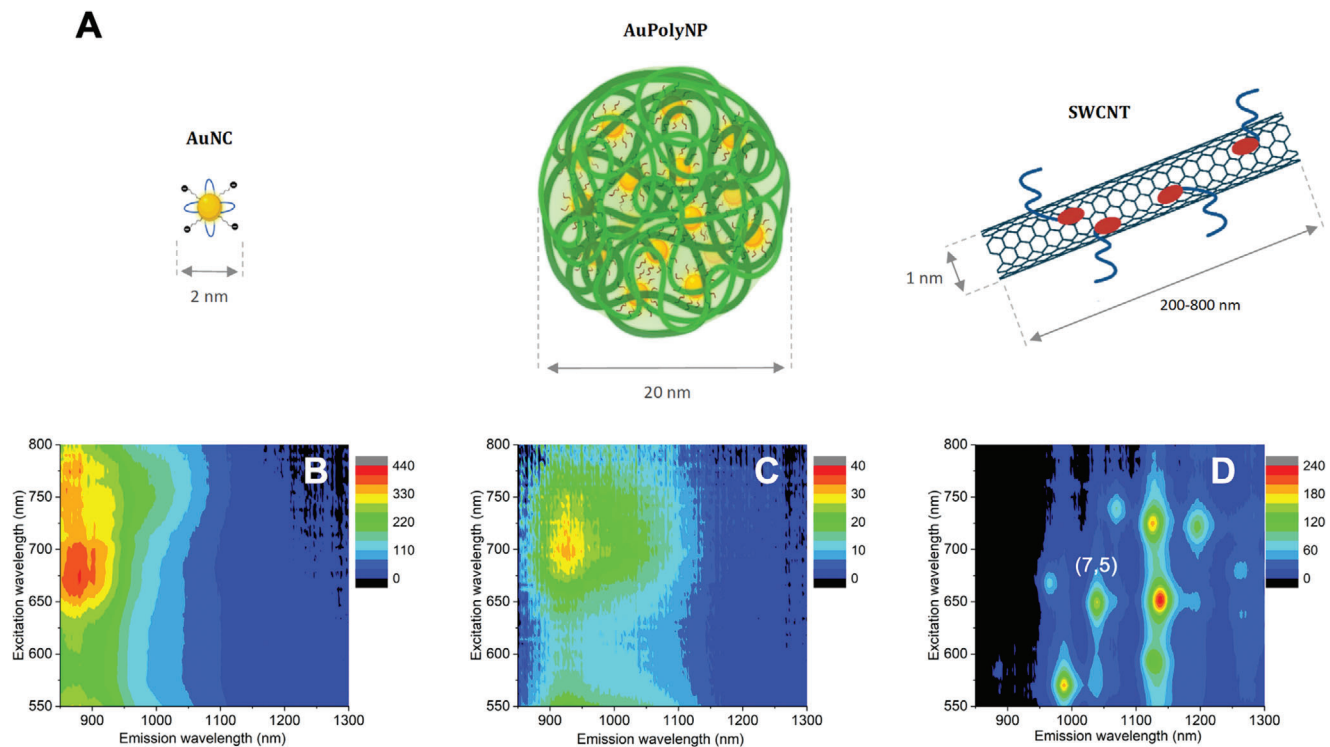 A
AuNC
2 nm
AuPolyNP
20 nm
SWCNT
1 nm
200-800 nm
B
800
750
700
650
600
550
Excitation wavelength (nm)
900 1000 1100 1200 1300
Emission wavelength (nm)
440
330
220
110
0
C
800
750
700
650
600
550
Excitation wavelength (nm)
900 1000 1100 1200 1300
Emission wavelength (nm)
40
30
20
10
0
D
(7,5)
800
750
700
650
600
550
Excitation wavelength (nm)
900 1000 1100 1200 1300
Emission wavelength (nm)
240
180
120
60
0